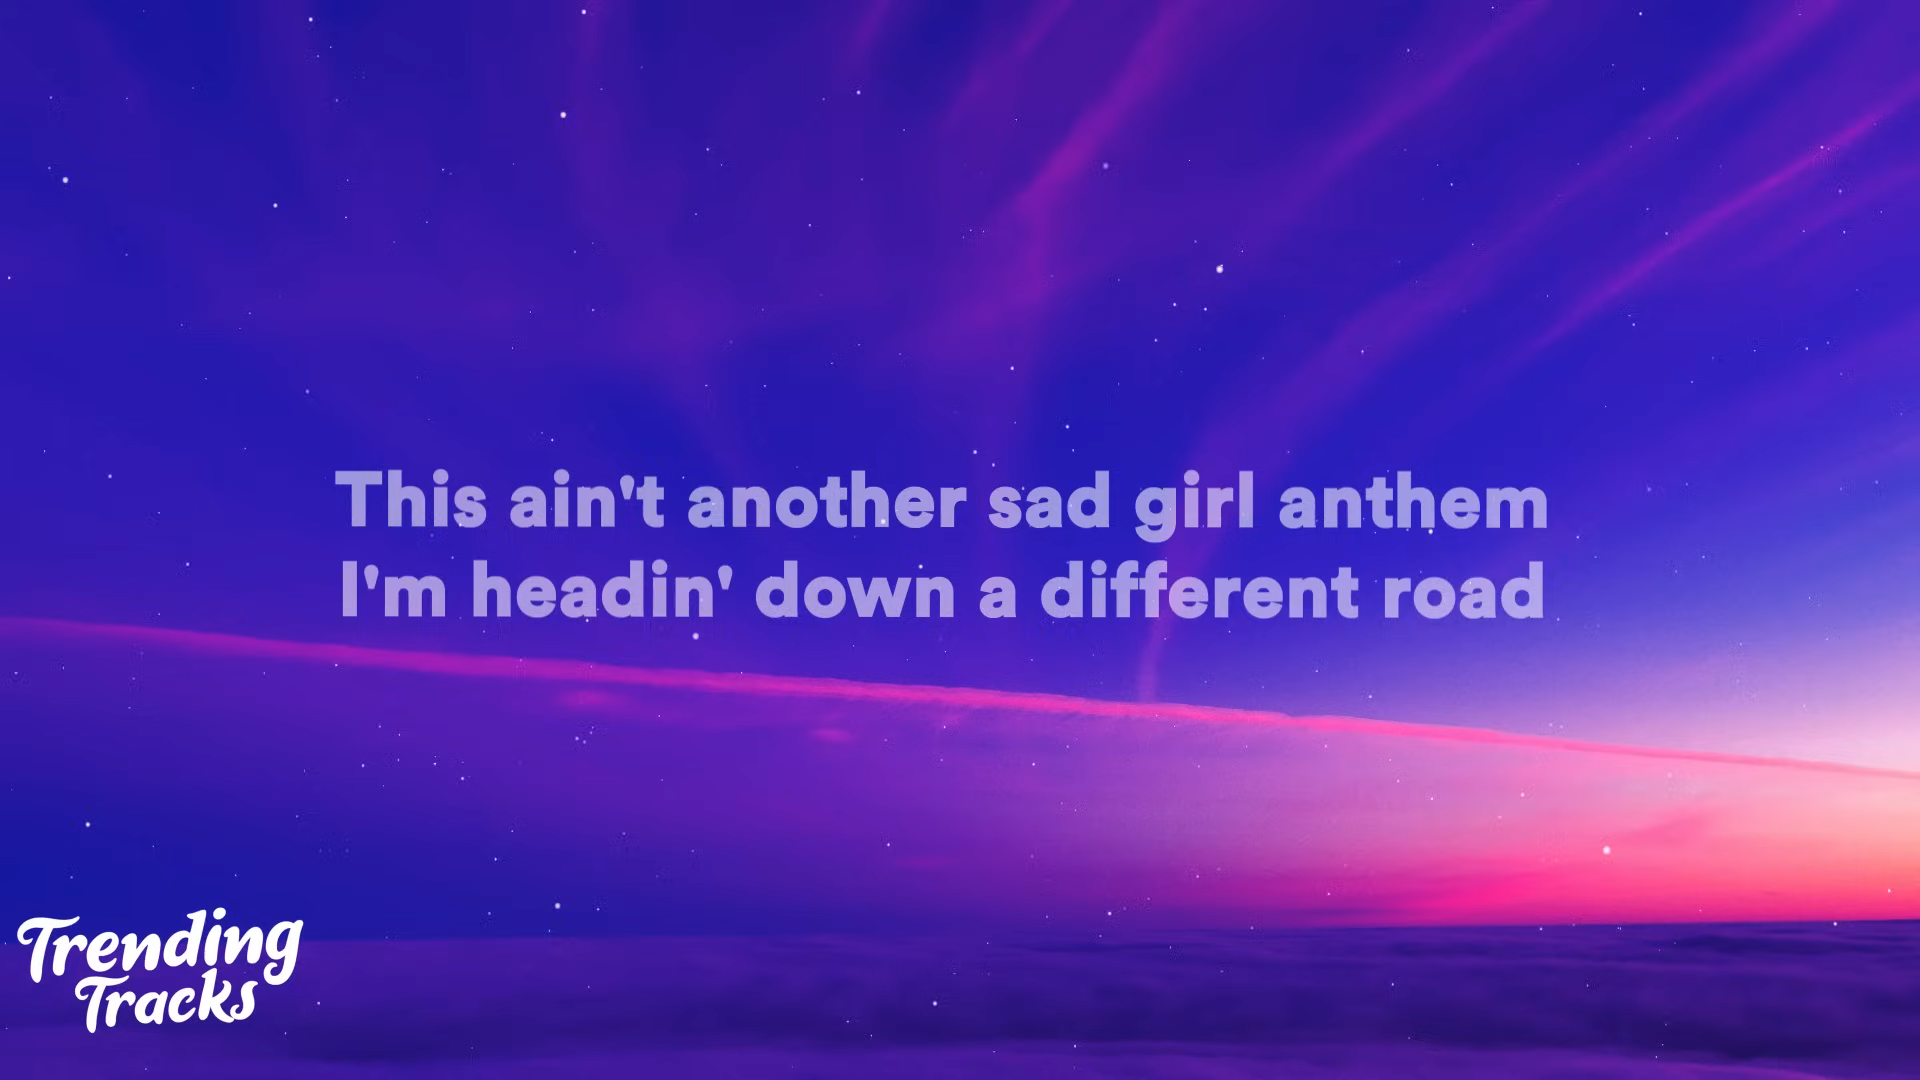 This ain't another sad girl anthem
I'm headin' down a different road
Trending
Tracks